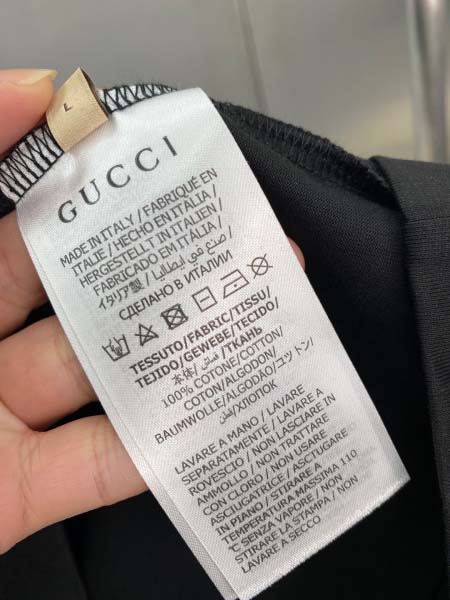 L
GUCCI
MADE IN ITALY / FABRIQUÉ EN
ITALIE / HECHO EN ITALIA /
HERGESTELLT IN ITALIEN /
FABRICADO EM ITÁLIA /
イタリア製 / صنع في إيطاليا /
СДЕЛАНО В ИТАЛИИ
TESSUTO/FABRIC/TISSU/
TEJIDO/GEWEBE/TECIDO/
本体/ قماش /ТКАНЬ
100% COTONE/COTTON/
COTON/ALGODON/
BAUMWOLLE/ALGODAO/コットン/
قطن/ХЛОПОК
LAVARE A MANO / LAVARE
SEPARATAMENTE / LAVARE A
ROVESCIO / NON LASCIARE IN
AMMOLLO / NON TRATTARE
CON CLORO / NON USARE
ASCIUGATRICE / ASCTUGARE
IN PIANO / STIRARE A
TEMPERATURA MASSIMA 110
°C SENZA VAPORE / NON
STIRARE LA STAMPA / NON
LAVARE A SECCO